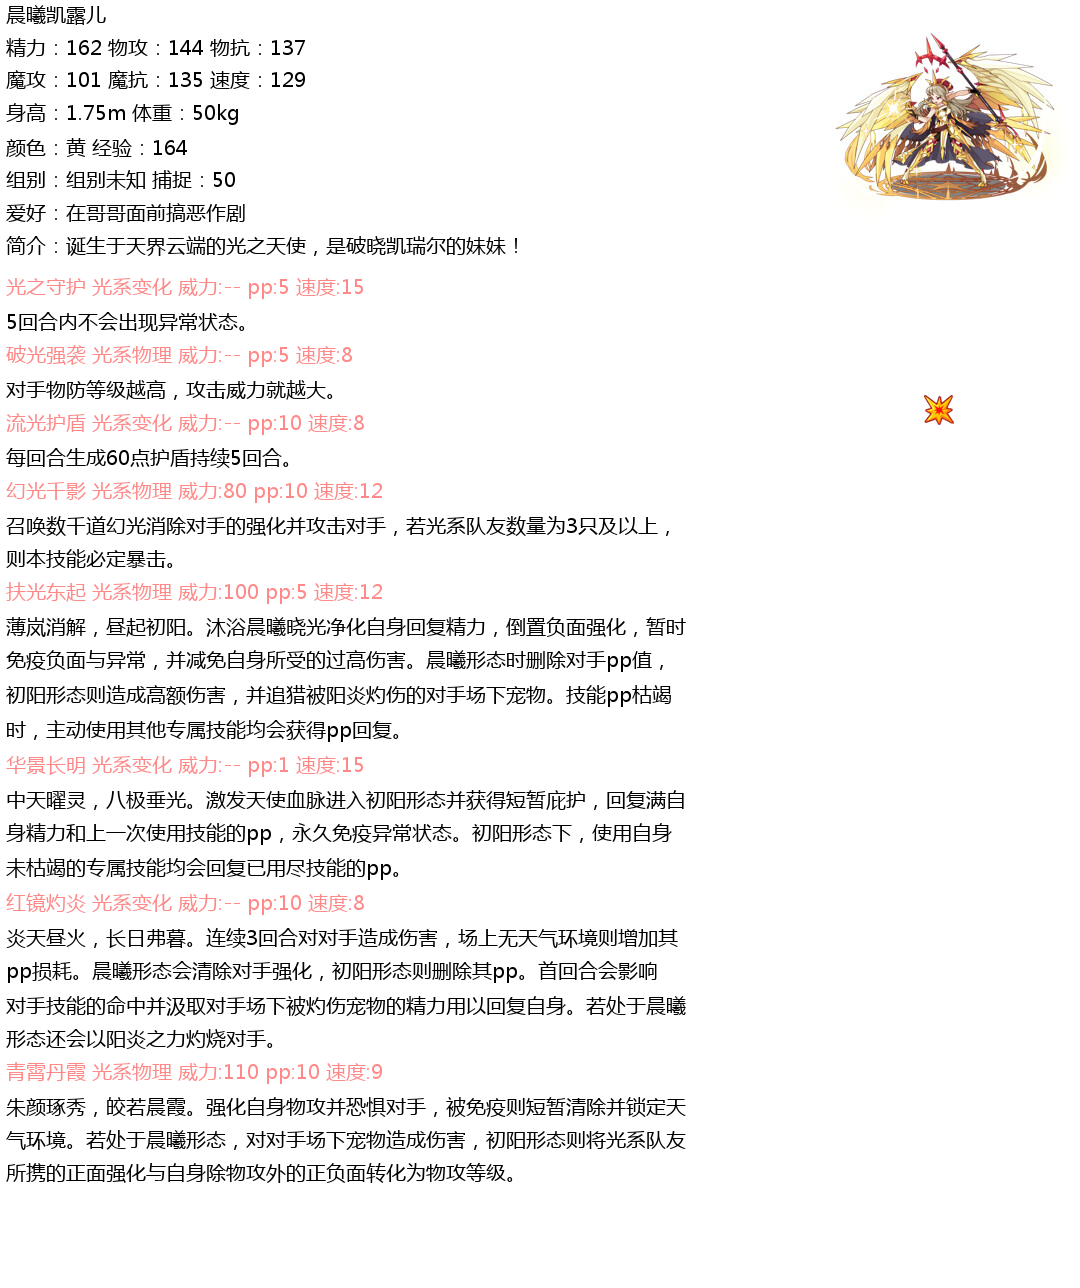 晨曦凯露儿
精力：162 物攻：144 物抗：137
魔攻：101 魔抗：135 速度：129
身高：1.75m 体重：50kg
颜色：黄 经验：164
组别：组别未知 捕捉：50
爱好：在哥哥面前搞恶作剧
简介：诞生于天界云端的光之天使，是破晓凯瑞尔的妹妹！
光之守护 光系变化 威力:-- pp:5 速度:15
5回合内不会出现异常状态。
破光强袭 光系物理 威力:-- pp:5 速度:8
对手物防等级越高，攻击威力就越大。
流光护盾 光系变化 威力:-- pp:10 速度:8
每回合生成60点护盾持续5回合。
幻光千影 光系物理 威力:80 pp:10 速度:12
召唤数千道幻光消除对手的强化并攻击对手，若光系队友数量为3只及以上，
则本技能必定暴击。
扶光东起 光系物理 威力:100 pp:5 速度:12
薄岚消解，昼起初阳。沐浴晨曦晓光净化自身回复精力，倒置负面强化，暂时
免疫负面与异常，并减免自身所受的过高伤害。晨曦形态时删除对手pp值，
初阳形态则造成高额伤害，并追猎被阳炎灼伤的对手场下宠物。技能pp枯竭
时，主动使用其他专属技能均会获得pp回复。
华景长明 光系变化 威力:-- pp:1 速度:15
中天曜灵，八极垂光。激发天使血脉进入初阳形态并获得短暂庇护，回复满自
身精力和上一次使用技能的pp，永久免疫异常状态。初阳形态下，使用自身
未枯竭的专属技能均会回复已用尽技能的pp。
红镜灼炎 光系变化 威力:-- pp:10 速度:8
炎天昼火，长日弗暮。连续3回合对对手造成伤害，场上无天气环境则增加其
pp损耗。晨曦形态会清除对手强化，初阳形态则删除其pp。首回合会影响
对手技能的命中并汲取对手场下被灼伤宠物的精力用以回复自身。若处于晨曦
形态还会以阳炎之力灼烧对手。
青霄丹霞 光系物理 威力:110 pp:10 速度:9
朱颜琢秀，皎若晨霞。强化自身物攻并恐惧对手，被免疫则短暂清除并锁定天
气环境。若处于晨曦形态，对对手场下宠物造成伤害，初阳形态则将光系队友
所携的正面强化与自身除物攻外的正负面转化为物攻等级。